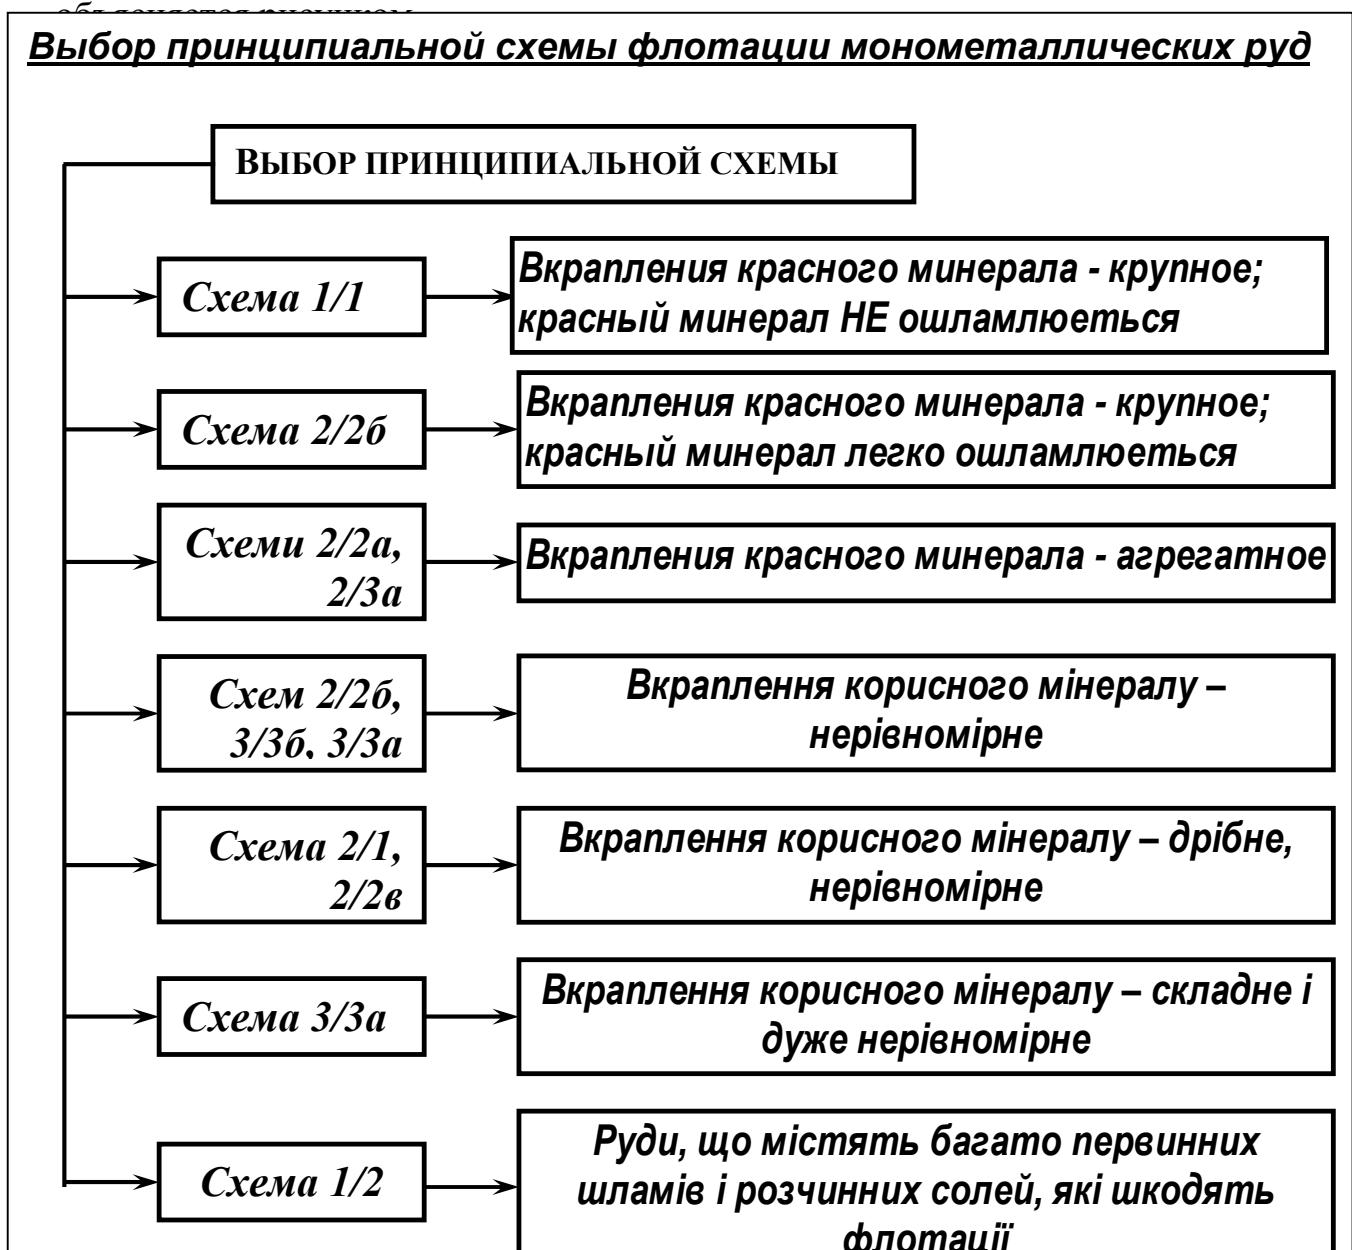 объясняется рисунком
Выбор принципиальной схемы флотации монометаллических руд
ВЫБОР ПРИНЦИПИАЛЬНОЙ СХЕМЫ
Схема 1/1
Вкрапления красного минерала - крупное;
красный минерал НЕ ошламлюеться
Схема 2/2б
Вкрапления красного минерала - крупное;
красный минерал легко ошламлюеться
Схеми 2/2а,
2/3а
Вкрапления красного минерала - агрегатное
Схем 2/2б,
3/3б, 3/3а
Вкраплення корисного мінералу –
нерівномірне
Схема 2/1,
2/2в
Вкраплення корисного мінералу – дрібне,
нерівномірне
Схема 3/3а
Вкраплення корисного мінералу – складне і
дуже нерівномірне
Схема 1/2
Руди, що містять багато первинних
шламів і розчинних солей, які шкодять
флотації